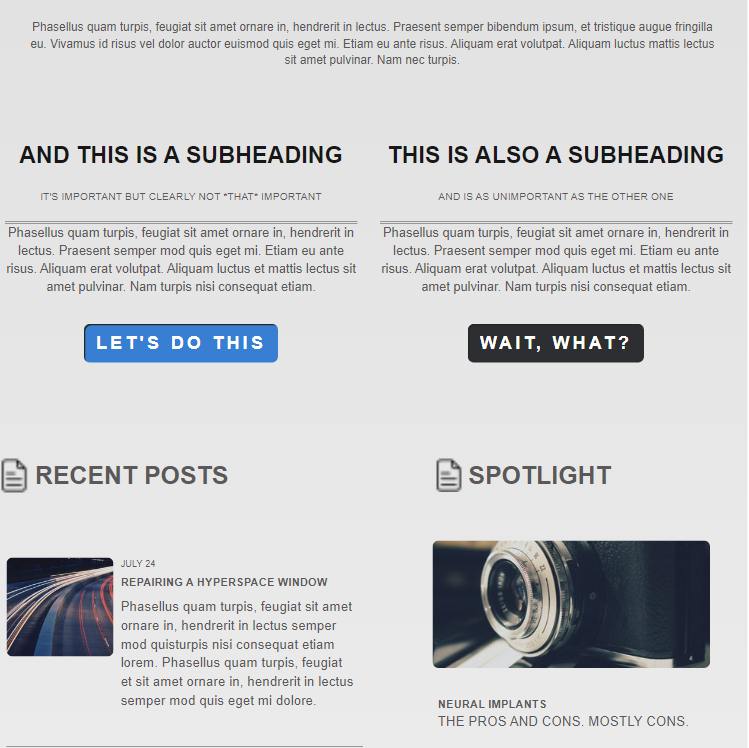 Phasellus quam turpis, feugiat sit amet ornare in, hendrerit in lectus. Praesent semper bibendum ipsum, et tristique augue fringilla
eu. Vivamus id risus vel dolor auctor euismod quis eget mi. Etiam eu ante risus. Aliquam erat volutpat. Aliquam luctus mattis lectus
sit amet pulvinar. Nam nec turpis.
AND THIS IS A SUBHEADING
IT'S IMPORTANT BUT CLEARLY NOT *THAT* IMPORTANT
Phasellus quam turpis, feugiat sit amet ornare in, hendrerit in
lectus. Praesent semper mod quis eget mi. Etiam eu ante
risus. Aliquam erat volutpat. Aliquam luctus et mattis lectus sit
amet pulvinar. Nam turpis nisi consequat etiam.
LET'S DO THIS
THIS IS ALSO A SUBHEADING
AND IS AS UNIMPORTANT AS THE OTHER ONE
Phasellus quam turpis, feugiat sit amet ornare in, hendrerit in
lectus. Praesent semper mod quis eget mi. Etiam eu ante
risus. Aliquam erat volutpat. Aliquam luctus et mattis lectus sit
amet pulvinar. Nam turpis nisi consequat etiam.
WAIT, WHAT?
RECENT POSTS
JULY 24
REPAIRING A HYPERSPACE WINDOW
Phasellus quam turpis, feugiat sit amet
ornare in, hendrerit in lectus semper
mod quisturpis nisi consequat etiam
lorem. Phasellus quam turpis, feugiat
et sit amet ornare in, hendrerit in lectus
semper mod quis eget mi dolore.
SPOTLIGHT
NEURAL IMPLANTS
THE PROS AND CONS. MOSTLY CONS.